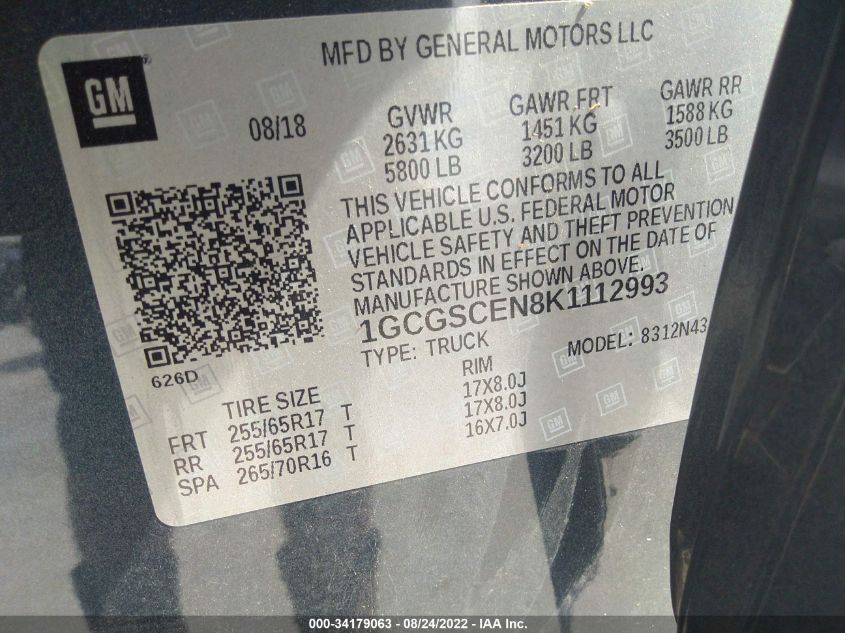 MFD BY GENERAL MOTORS LLC
GM
08/18
GVWR
2631 KG
5800 LB
GAWR FRT
1451 KG
3200 LB
GAWR RR
1588 KG
3500 LB
THIS VEHICLE CONFORMS TO ALL
APPLICABLE U.S. FEDERAL MOTOR
VEHICLE SAFETY AND THEFT PREVENTION
STANDARDS IN EFFECT ON THE DATE OF
MANUFACTURE SHOWN ABOVE.
1GCGSCEN8K1112993
TYPE: TRUCK
MODEL: 8312N43
626D
TIRE SIZE
RIM
FRT 255/65R17 T 17X8.0J
RR 255/65R17 T 17X8.0J
SPA 265/70R16 T 16X7.0J
000-34179063 - 08/24/2022 - IAA Inc.